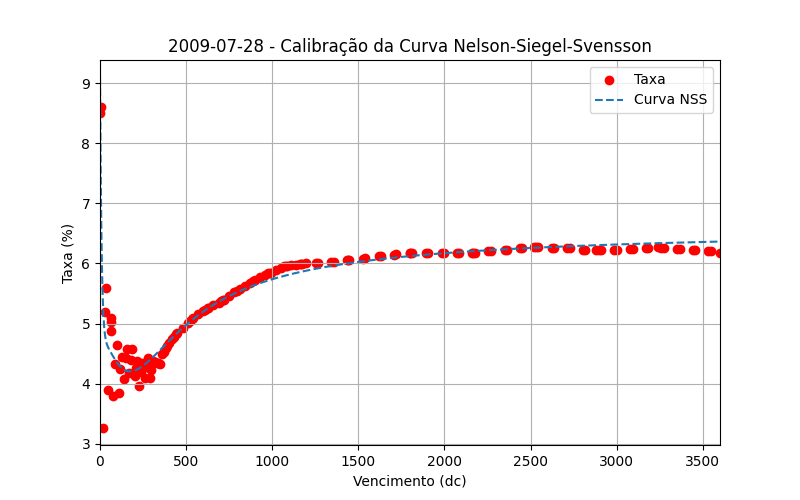 2009-07-28 - Calibração da Curva Nelson-Siegel-Svensson
Taxa
Curva NSS
Taxa (%)
9
8
7
6
5
4
3
0 500 1000 1500 2000 2500 3000 3500
Vencimento (dc)